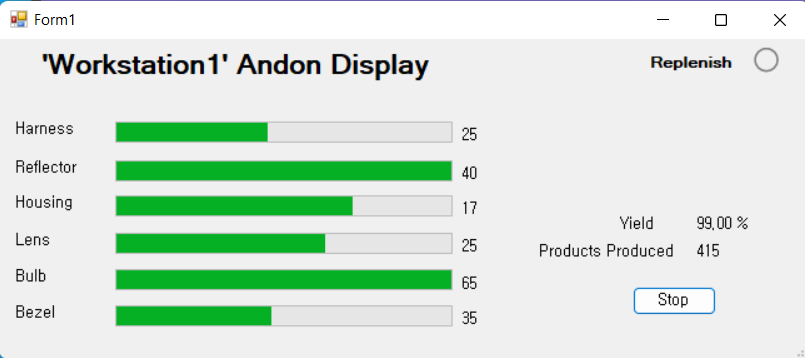 Form1
'Workstation1' Andon Display
Replenish
Harness 25
Reflector 40
Housing 17
Lens 25
Bulb 65
Bezel 35
Yield 99,00 %
Products Produced 415
Stop